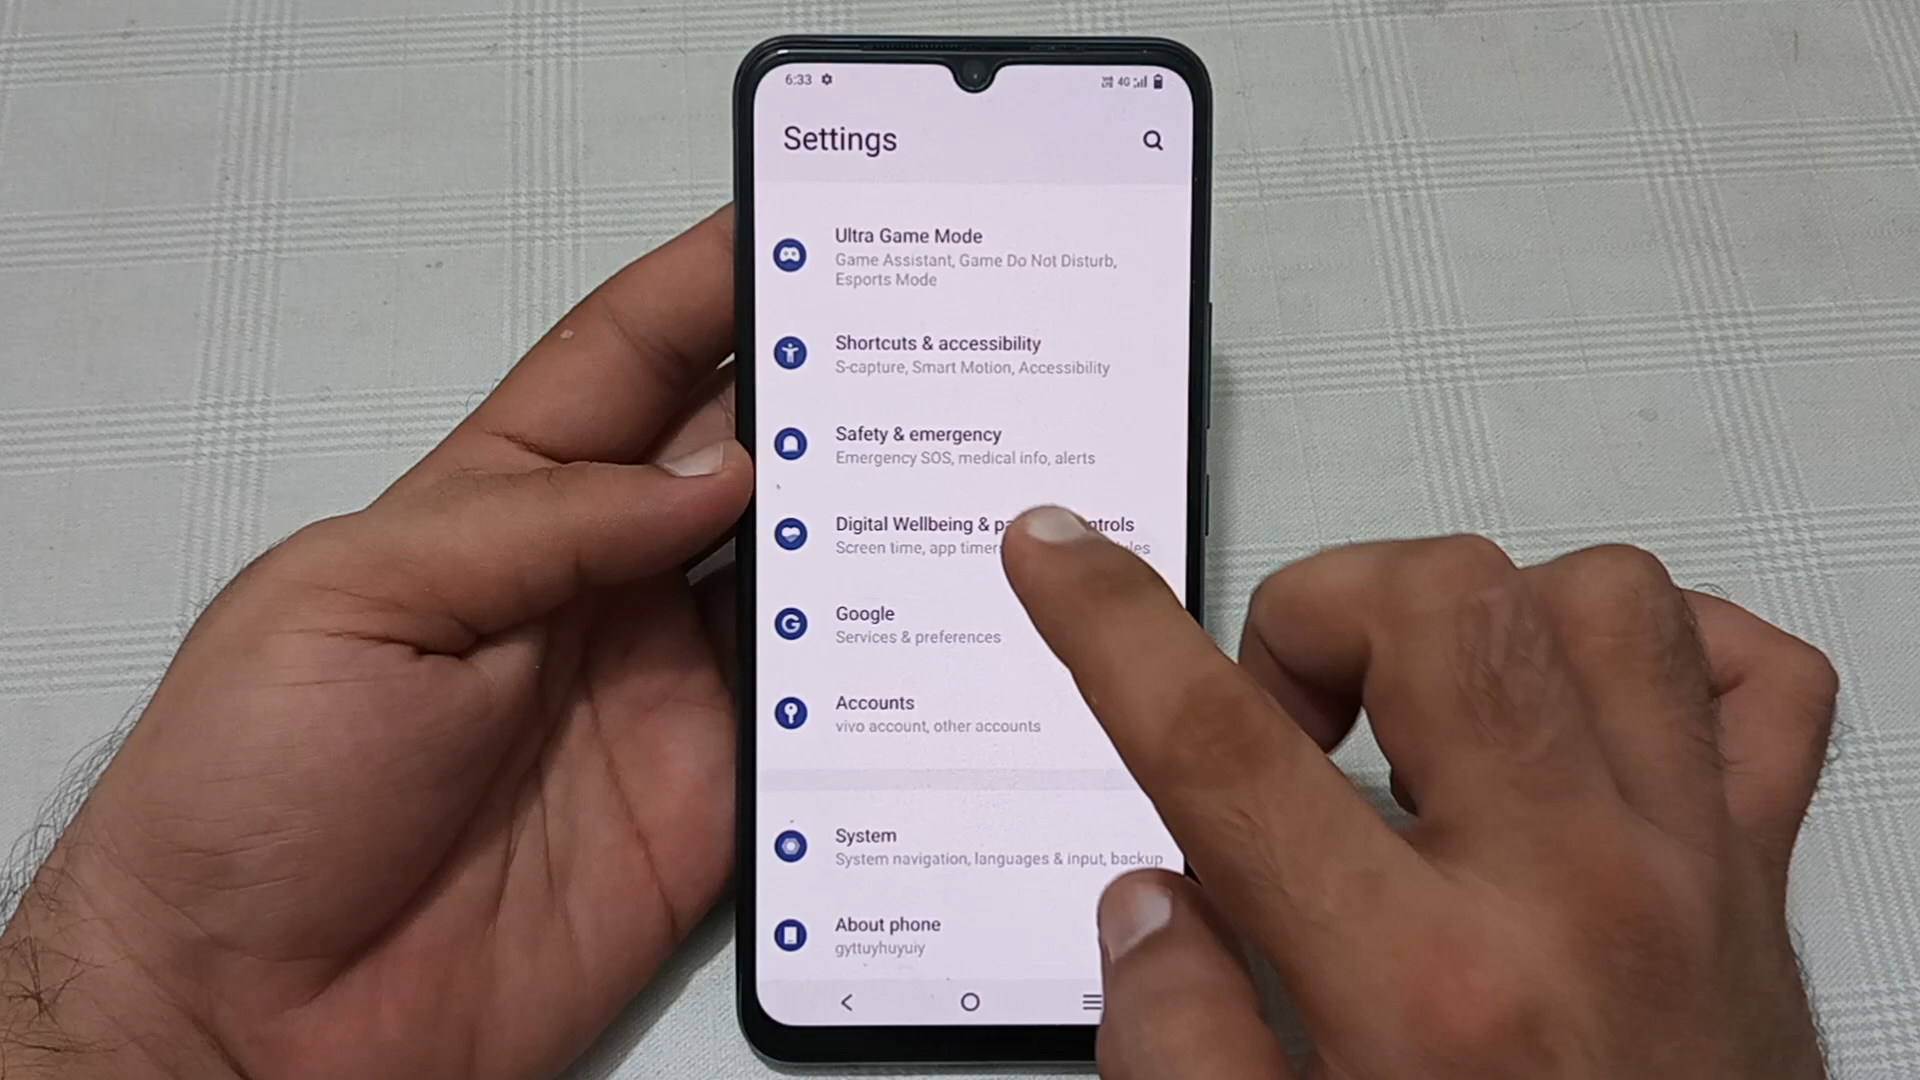 6:33 4G
Settings
Ultra Game Mode
Game Assistant, Game Do Not Disturb,
Esports Mode
Shortcuts & accessibility
S-capture, Smart Motion, Accessibility
Safety & emergency
Emergency SOS, medical info, alerts
Digital Wellbeing &
Screen time, app
Google
Services & preferences
Accounts
vivo account, other accounts
System
System navigation, languages & input, backup
About phone
gyttuyhuyuiy